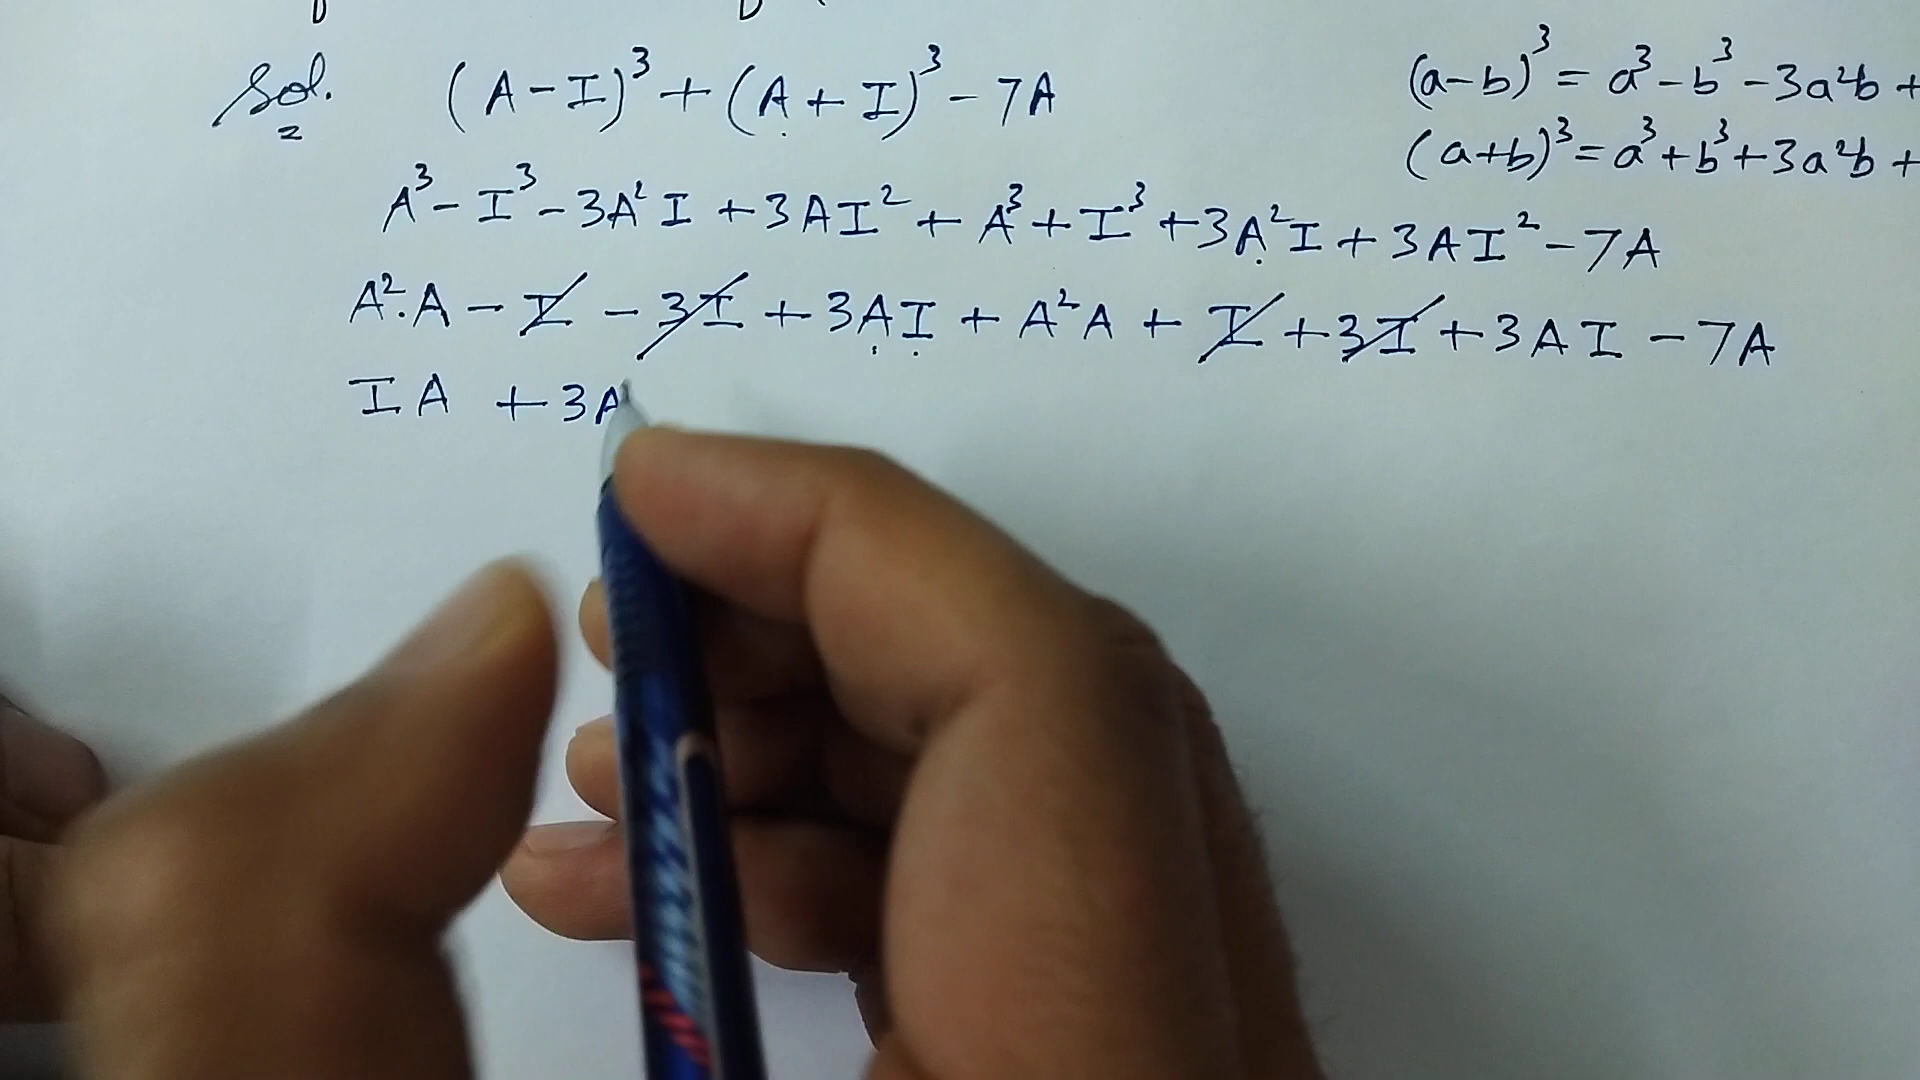 Sol. (A-I)³ + (A+I)³ - 7A
(a-b)³ = a³-b³-3a²b+
(a+b)³ = a³+b³+3a²b+
A³ - I³ - 3A²I + 3AI² + A³ + I³ + 3A²I + 3AI² - 7A
A².A - I - 3I + 3AI + A²A + I + 3I + 3AI - 7A
IA + 3A